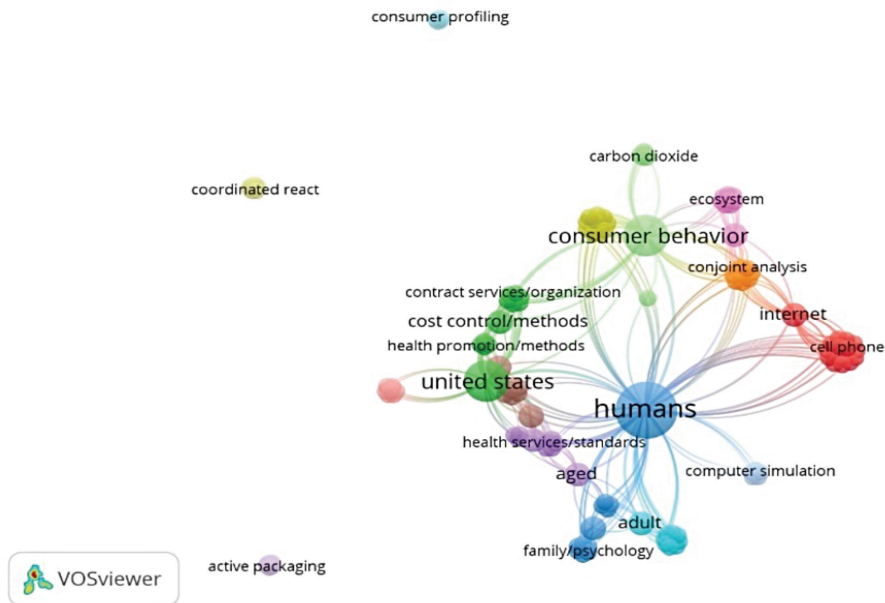 consumer profiling
carbon dioxide
coordinated react
ecosystem
consumer behavior
conjoint analysis
contract services/organization
internet
cost control/methods
health promotion/methods
cell phone
united states
humans
health services/standards
aged
computer simulation
adult
family/psychology
active packaging
VOSviewer